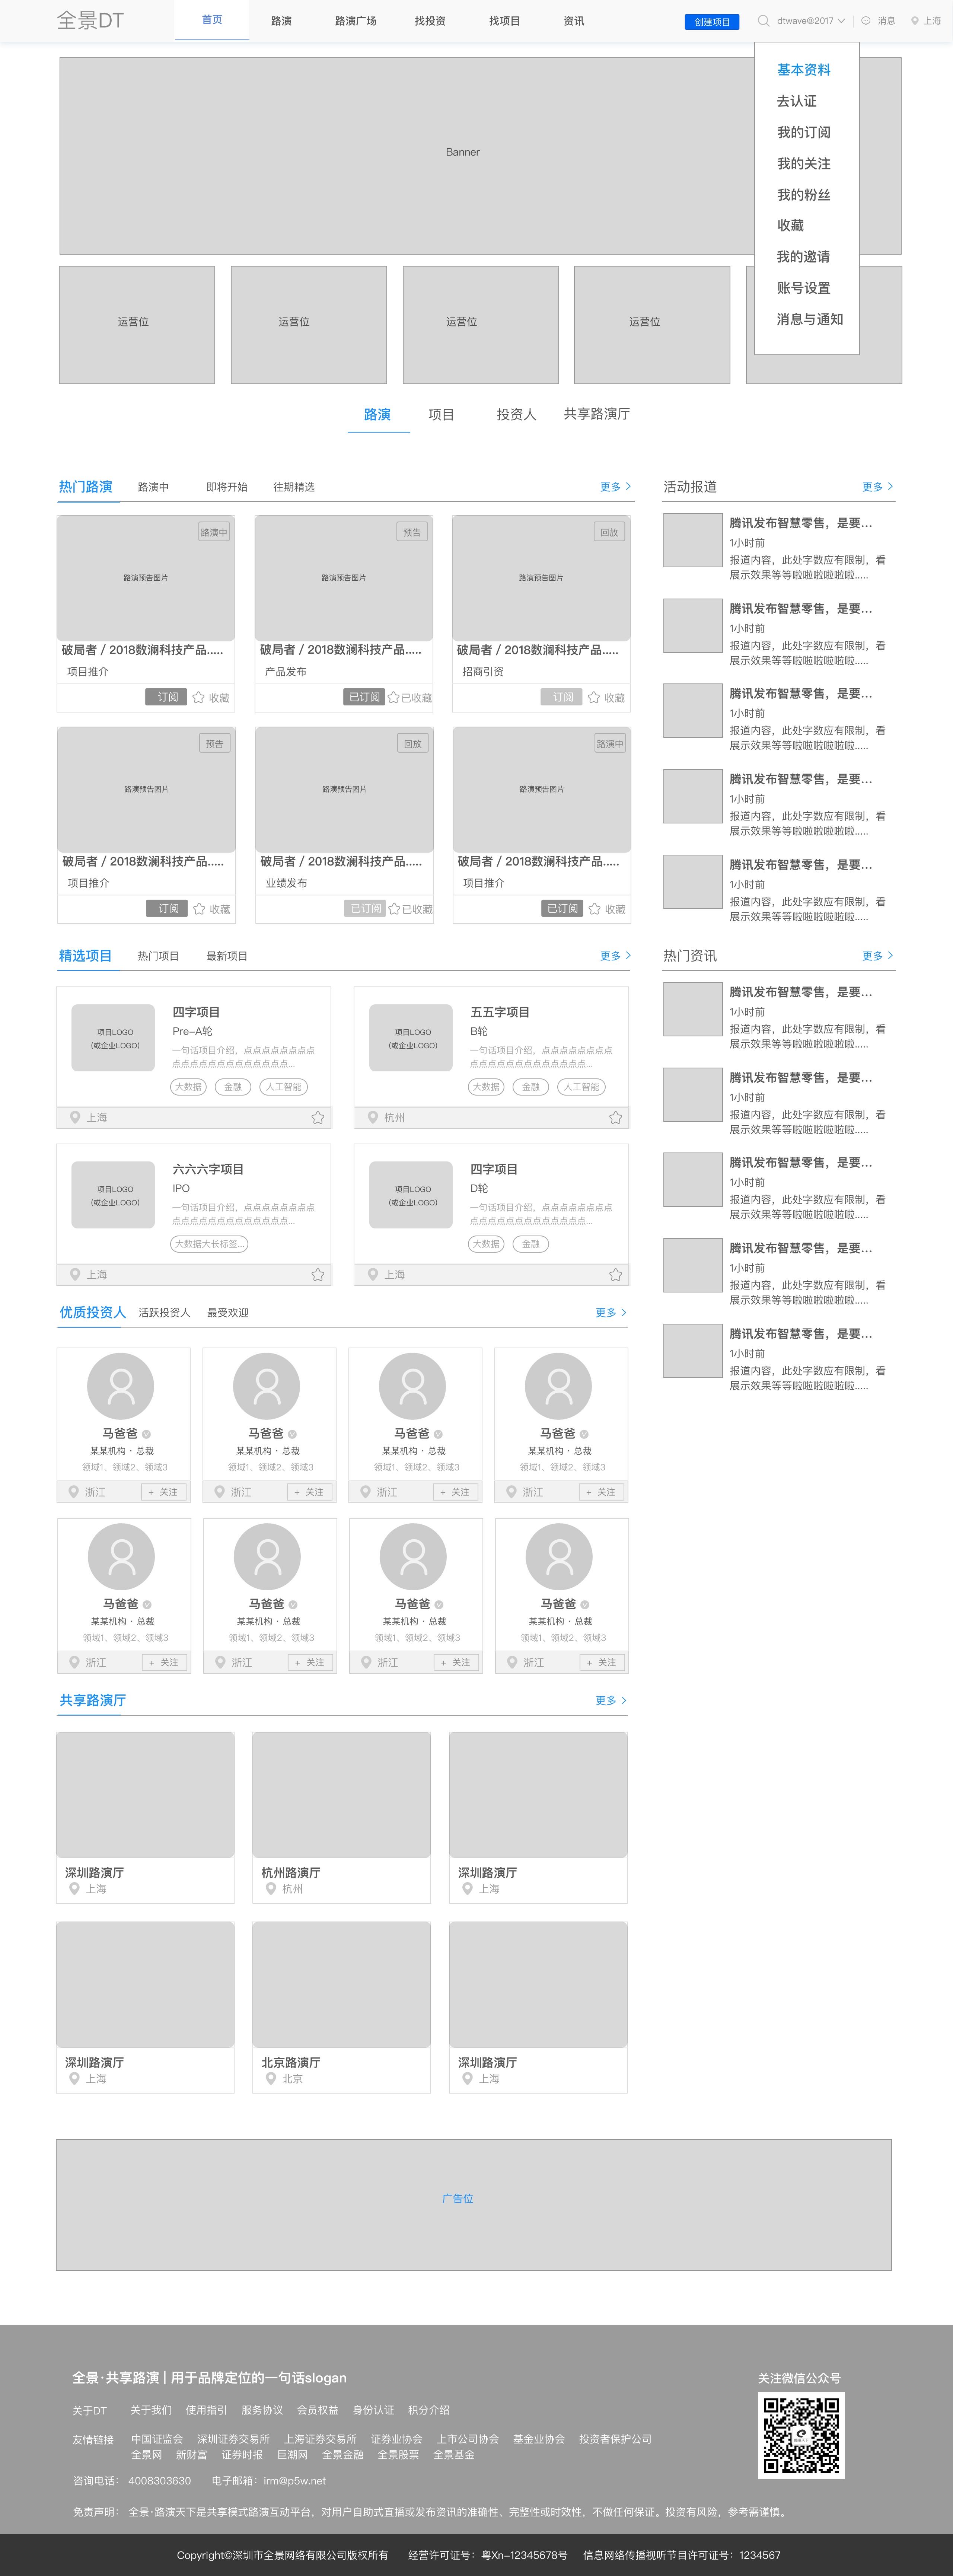 全景DT
首页 路演 路演广场 找投资 找项目 资讯 创建项目 dtwave@2017 消息 上海
基本资料
去认证
我的订阅
我的关注
我的粉丝
收藏
我的邀请
账号设置
消息与通知
Banner
运营位 运营位 运营位 运营位
路演 项目 投资人 共享路演厅
热门路演 路演中 即将开始 往期精选 更多
路演中 预告 回放
路演预告图片 路演预告图片 路演预告图片
破局者 / 2018数澜科技产品..... 破局者 / 2018数澜科技产品..... 破局者 / 2018数澜科技产品.....
项目推介 产品发布 招商引资
订阅 收藏 已订阅 已收藏 订阅 收藏
预告 回放 路演中
路演预告图片 路演预告图片 路演预告图片
破局者 / 2018数澜科技产品..... 破局者 / 2018数澜科技产品..... 破局者 / 2018数澜科技产品.....
项目推介 业绩发布 项目推介
订阅 收藏 已订阅 已收藏 已订阅 收藏
活动报道 更多
腾讯发布智慧零售，是要...
1小时前
报道内容，此处字数应有限制，看
展示效果等等啦啦啦啦啦啦.....
腾讯发布智慧零售，是要...
1小时前
报道内容，此处字数应有限制，看
展示效果等等啦啦啦啦啦啦.....
腾讯发布智慧零售，是要...
1小时前
报道内容，此处字数应有限制，看
展示效果等等啦啦啦啦啦啦.....
腾讯发布智慧零售，是要...
1小时前
报道内容，此处字数应有限制，看
展示效果等等啦啦啦啦啦啦.....
腾讯发布智慧零售，是要...
1小时前
报道内容，此处字数应有限制，看
展示效果等等啦啦啦啦啦啦.....
精选项目 热门项目 最新项目 更多
项目LOGO
(或企业LOGO)
四字项目
Pre-A轮
一句话项目介绍，点点点点点点点点
点点点点点点点点点点点点点...
大数据 金融 人工智能
上海
项目LOGO
(或企业LOGO)
五五字项目
B轮
一句话项目介绍，点点点点点点点点
点点点点点点点点点点点点点...
大数据 金融 人工智能
杭州
项目LOGO
(或企业LOGO)
六六六字项目
IPO
一句话项目介绍，点点点点点点点点
点点点点点点点点点点点点点...
大数据大长标签...
上海
项目LOGO
(或企业LOGO)
四字项目
D轮
一句话项目介绍，点点点点点点点点
点点点点点点点点点点点点点...
大数据 金融
上海
热门资讯 更多
腾讯发布智慧零售，是要...
1小时前
报道内容，此处字数应有限制，看
展示效果等等啦啦啦啦啦啦.....
腾讯发布智慧零售，是要...
1小时前
报道内容，此处字数应有限制，看
展示效果等等啦啦啦啦啦啦.....
腾讯发布智慧零售，是要...
1小时前
报道内容，此处字数应有限制，看
展示效果等等啦啦啦啦啦啦.....
腾讯发布智慧零售，是要...
1小时前
报道内容，此处字数应有限制，看
展示效果等等啦啦啦啦啦啦.....
腾讯发布智慧零售，是要...
1小时前
报道内容，此处字数应有限制，看
展示效果等等啦啦啦啦啦啦.....
优质投资人 活跃投资人 最受欢迎 更多
马爸爸 马爸爸 马爸爸 马爸爸
某某机构 · 总裁 某某机构 · 总裁 某某机构 · 总裁 某某机构 · 总裁
领域1、领域2、领域3 领域1、领域2、领域3 领域1、领域2、领域3 领域1、领域2、领域3
浙江 + 关注 浙江 + 关注 浙江 + 关注 浙江 + 关注
马爸爸 马爸爸 马爸爸 马爸爸
某某机构 · 总裁 某某机构 · 总裁 某某机构 · 总裁 某某机构 · 总裁
领域1、领域2、领域3 领域1、领域2、领域3 领域1、领域2、领域3 领域1、领域2、领域3
浙江 + 关注 浙江 + 关注 浙江 + 关注 浙江 + 关注
共享路演厅 更多
深圳路演厅 杭州路演厅 深圳路演厅
上海 杭州 上海
深圳路演厅 北京路演厅 深圳路演厅
上海 北京 上海
广告位
全景·共享路演 | 用于品牌定位的一句话slogan
关注微信公众号
关于DT 关于我们 使用指引 服务协议 会员权益 身份认证 积分介绍
友情链接 中国证监会 深圳证券交易所 上海证券交易所 证券业协会 上市公司协会 基金业协会 投资者保护公司
全景网 新财富 证券时报 巨潮网 全景金融 全景股票 全景基金
咨询电话： 4008303630 电子邮箱：irm@p5w.net
免责声明： 全景·路演天下是共享模式路演互动平台，对用户自助式直播或发布资讯的准确性、完整性或时效性，不做任何保证。投资有风险，参考需谨慎。
Copyright©深圳市全景网络有限公司版权所有 经营许可证号：粤Xn-12345678号 信息网络传播视听节目许可证号：1234567